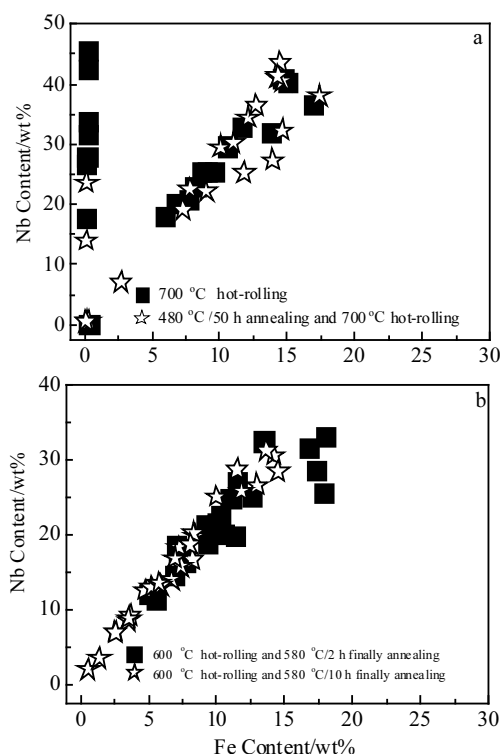 50
a
40
30
20
10
0
Nb Content/wt%
700 °C hot-rolling
480 °C/50 h annealing and 700 °C hot-rolling
0 5 10 15 20 25 30
40
b
30
20
10
0
Nb Content/wt%
600 °C hot-rolling and 580 °C/2 h finally annealing
600 °C hot-rolling and 580 °C/10 h finally annealing
0 5 10 15 20 25 30
Fe Content/wt%